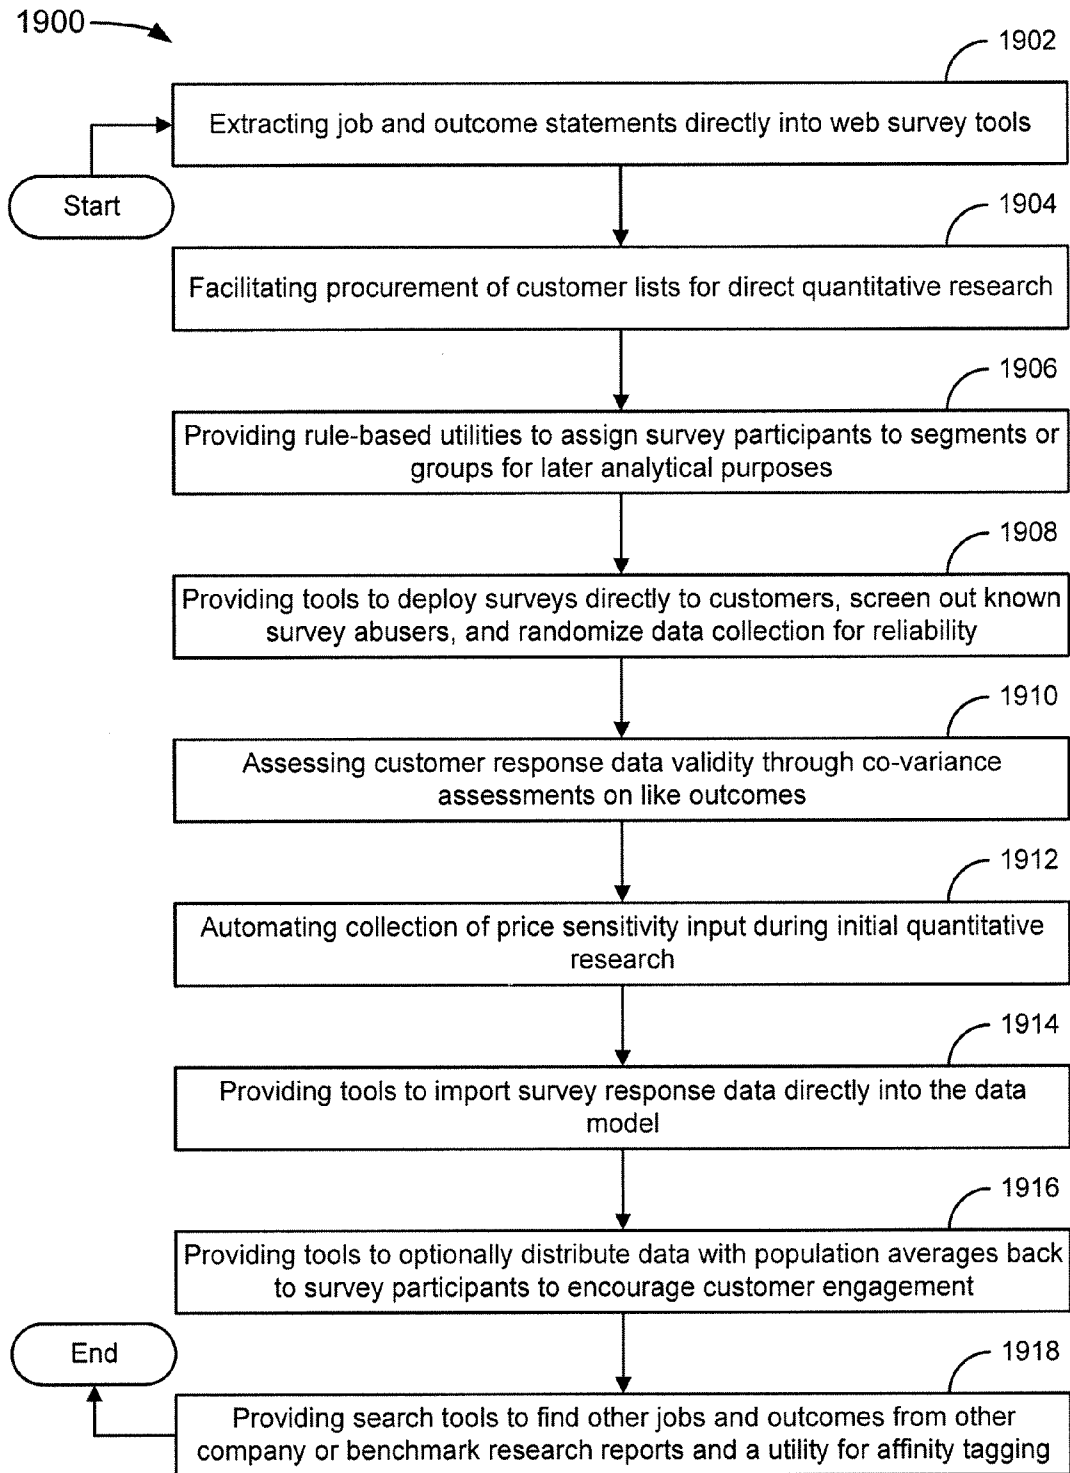 1900
1902
Extracting job and outcome statements directly into web survey tools
Start
1904
Facilitating procurement of customer lists for direct quantitative research
1906
Providing rule-based utilities to assign survey participants to segments or
groups for later analytical purposes
1908
Providing tools to deploy surveys directly to customers, screen out known
survey abusers, and randomize data collection for reliability
1910
Assessing customer response data validity through co-variance
assessments on like outcomes
1912
Automating collection of price sensitivity input during initial quantitative
research
1914
Providing tools to import survey response data directly into the data
model
1916
Providing tools to optionally distribute data with population averages back
to survey participants to encourage customer engagement
End
1918
Providing search tools to find other jobs and outcomes from other
company or benchmark research reports and a utility for affinity tagging